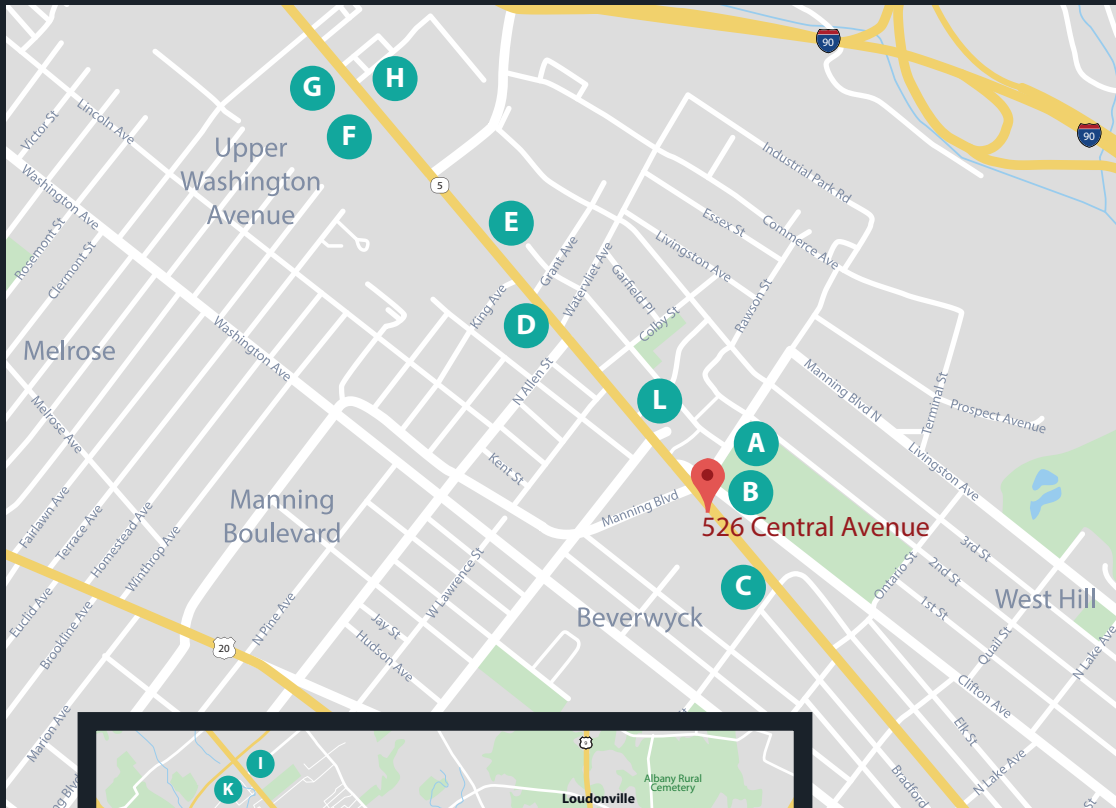 90
90
G
H
F
Victor St
Lincoln Ave
Upper
Washington
Avenue
5
Washington Ave
Rosemont St
Clermont St
E
Industrial Park Rd
Essex St
Commerce Ave
Livingston Ave
Grant Ave
Watervliet Ave
Garfield Pl
Rawson St
Colby St
King Ave
D
Washington Ave
Melrose
N Allen St
L
Manning Blvd N
Terminal St
Prospect Avenue
Melrose Ave
A
Livingston Ave
Kent St
B
Manning Blvd
526 Central Avenue
Manning
Boulevard
Fairlawn Ave
Terrace Ave
Homestead Ave
Winthrop Ave
3rd St
2nd St
1st St
Ontario St
C
West Hill
Beverwyck
W Lawrence St
Euclid Ave
Brookline Ave
N Pine Ave
Jay St
Hudson Ave
20
Quail St
N Lake Ave
Clifton Ave
Elk St
Marion Ave
N Lake Ave
Bradford
I
K
9
Albany Rural
Cemetery
Loudonville